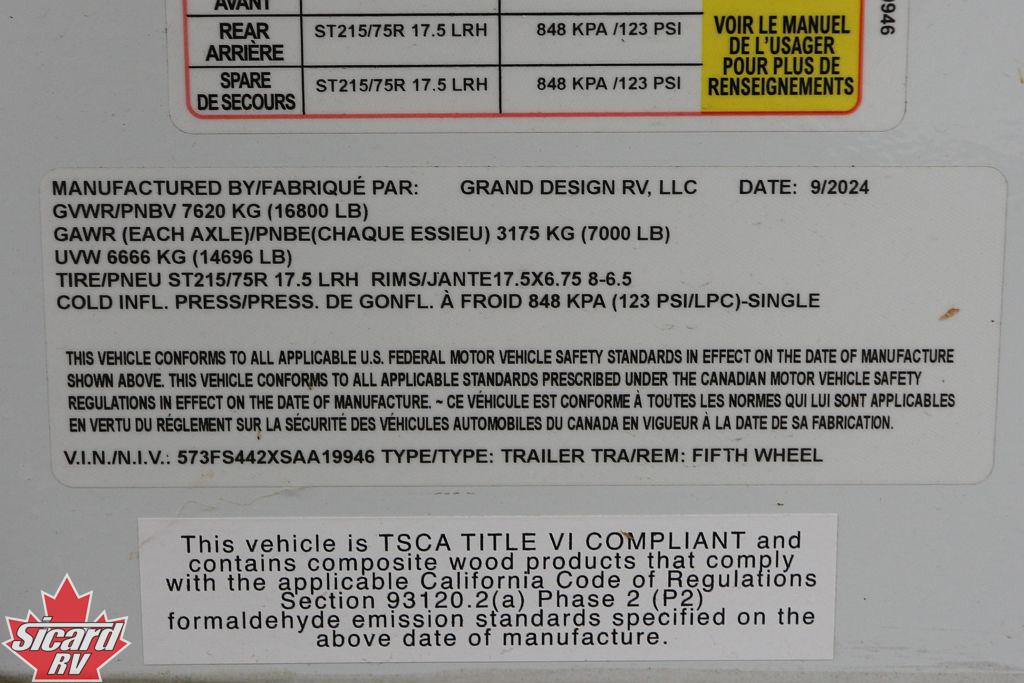 AVANT
REAR ST215/75R 17.5 LRH 848 KPA /123 PSI
ARRIÈRE
SPARE ST215/75R 17.5 LRH 848 KPA /123 PSI
DE SECOURS
VOIR LE MANUEL
DE L'USAGER
POUR PLUS DE
RENSEIGNEMENTS
MANUFACTURED BY/FABRIQUÉ PAR: GRAND DESIGN RV, LLC DATE: 9/2024
GVWR/PNBV 7620 KG (16800 LB)
GAWR (EACH AXLE)/PNBE(CHAQUE ESSIEU) 3175 KG (7000 LB)
UVW 6666 KG (14696 LB)
TIRE/PNEU ST215/75R 17.5 LRH RIMS/JANTE17.5X6.75 8-6.5
COLD INFL. PRESS/PRESS. DE GONFL. À FROID 848 KPA (123 PSI/LPC)-SINGLE
THIS VEHICLE CONFORMS TO ALL APPLICABLE U.S. FEDERAL MOTOR VEHICLE SAFETY STANDARDS IN EFFECT ON THE DATE OF MANUFACTURE
SHOWN ABOVE. THIS VEHICLE CONFORMS TO ALL APPLICABLE STANDARDS PRESCRIBED UNDER THE CANADIAN MOTOR VEHICLE SAFETY
REGULATIONS IN EFFECT ON THE DATE OF MANUFACTURE. ~ CE VÉHICULE EST CONFORME À TOUTES LES NORMES QUI LUI SONT APPLICABLES
EN VERTU DU RÉGLEMENT SUR LA SÉCURITÉ DES VÉHICULES AUTOMOBILES DU CANADA EN VIGUEUR À LA DATE DE SA FABRICATION.
V.I.N./N.I.V.: 573FS442XSAA19946 TYPE/TYPE: TRAILER TRA/REM: FIFTH WHEEL
This vehicle is TSCA TITLE VI COMPLIANT and
contains composite wood products that comply
with the applicable California Code of Regulations
Section 93120.2(a) Phase 2 (P2)
formaldehyde emission standards specified on the
above date of manufacture.
Sicard
RV